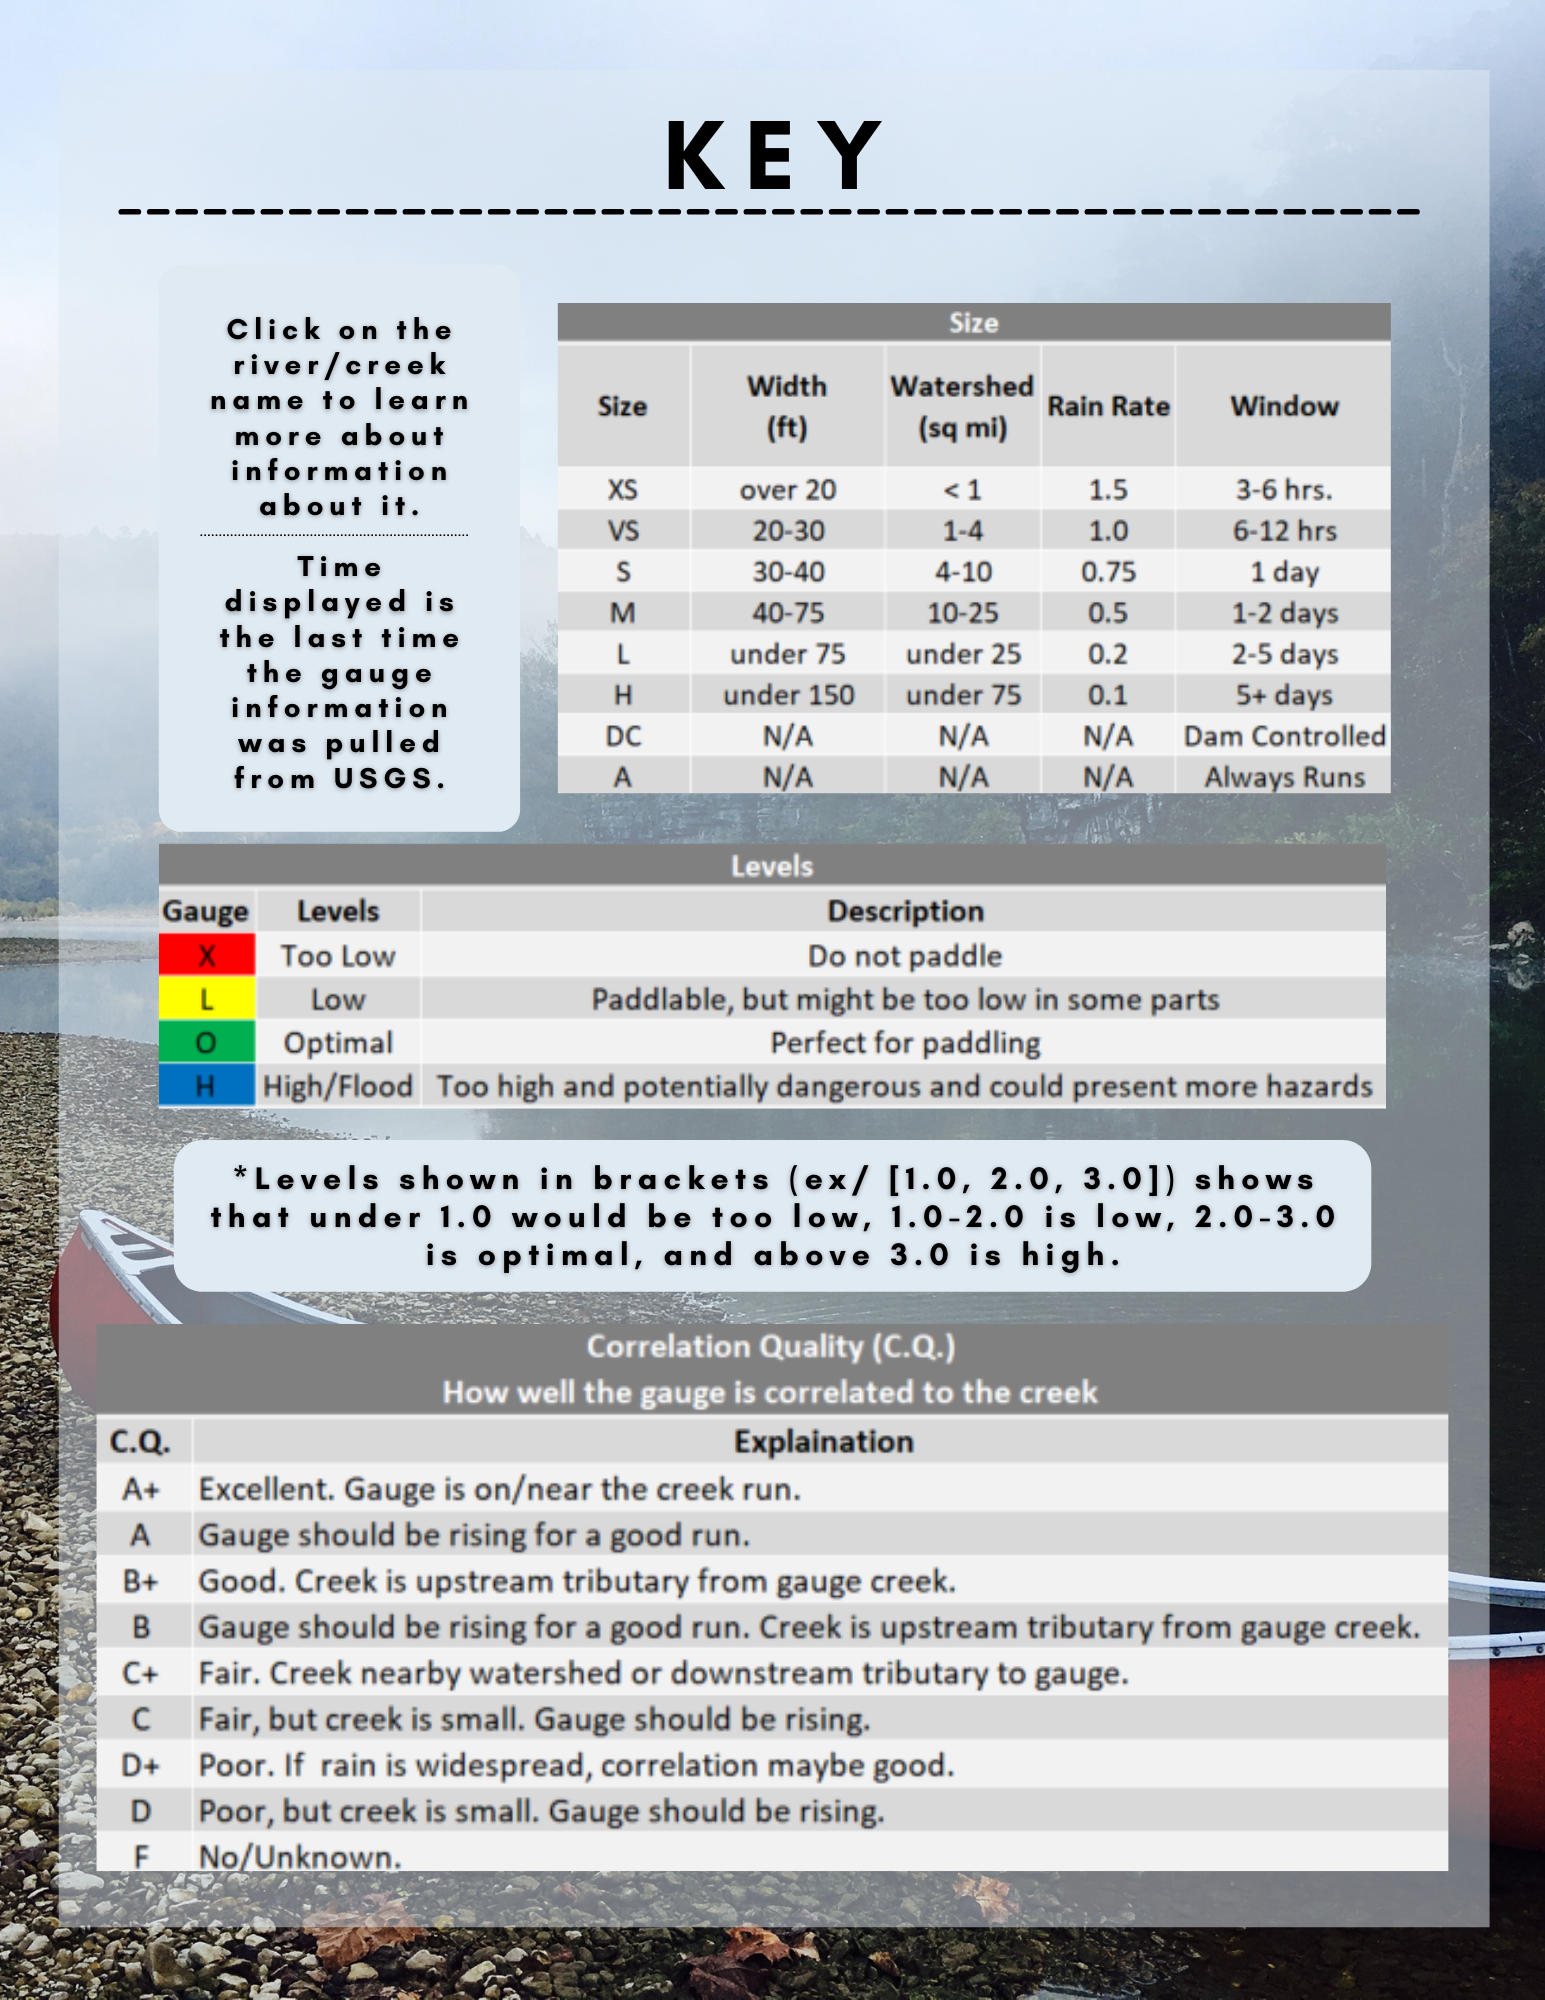 KEY
Click on the
river/creek
name to learn
more about
information
about it.
Time
displayed is
the last time
the gauge
information
was pulled
from USGS.
Size
Size Width (ft) Watershed (sq mi) Rain Rate Window
XS over 20 < 1 1.5 3-6 hrs.
VS 20-30 1-4 1.0 6-12 hrs
S 30-40 4-10 0.75 1 day
M 40-75 10-25 0.5 1-2 days
L under 75 under 25 0.2 2-5 days
H under 150 under 75 0.1 5+ days
DC N/A N/A N/A Dam Controlled
A N/A N/A N/A Always Runs
Levels
Gauge Levels Description
X Too Low Do not paddle
L Low Paddlable, but might be too low in some parts
O Optimal Perfect for paddling
H High/Flood Too high and potentially dangerous and could present more hazards
*Levels shown in brackets (ex/ [1.0, 2.0, 3.0]) shows
that under 1.0 would be too low, 1.0-2.0 is low, 2.0-3.0
is optimal, and above 3.0 is high.
Correlation Quality (C.Q.)
How well the gauge is correlated to the creek
C.Q. Explaination
A+ Excellent. Gauge is on/near the creek run.
A Gauge should be rising for a good run.
B+ Good. Creek is upstream tributary from gauge creek.
B Gauge should be rising for a good run. Creek is upstream tributary from gauge creek.
C+ Fair. Creek nearby watershed or downstream tributary to gauge.
C Fair, but creek is small. Gauge should be rising.
D+ Poor. If rain is widespread, correlation maybe good.
D Poor, but creek is small. Gauge should be rising.
F No/Unknown.